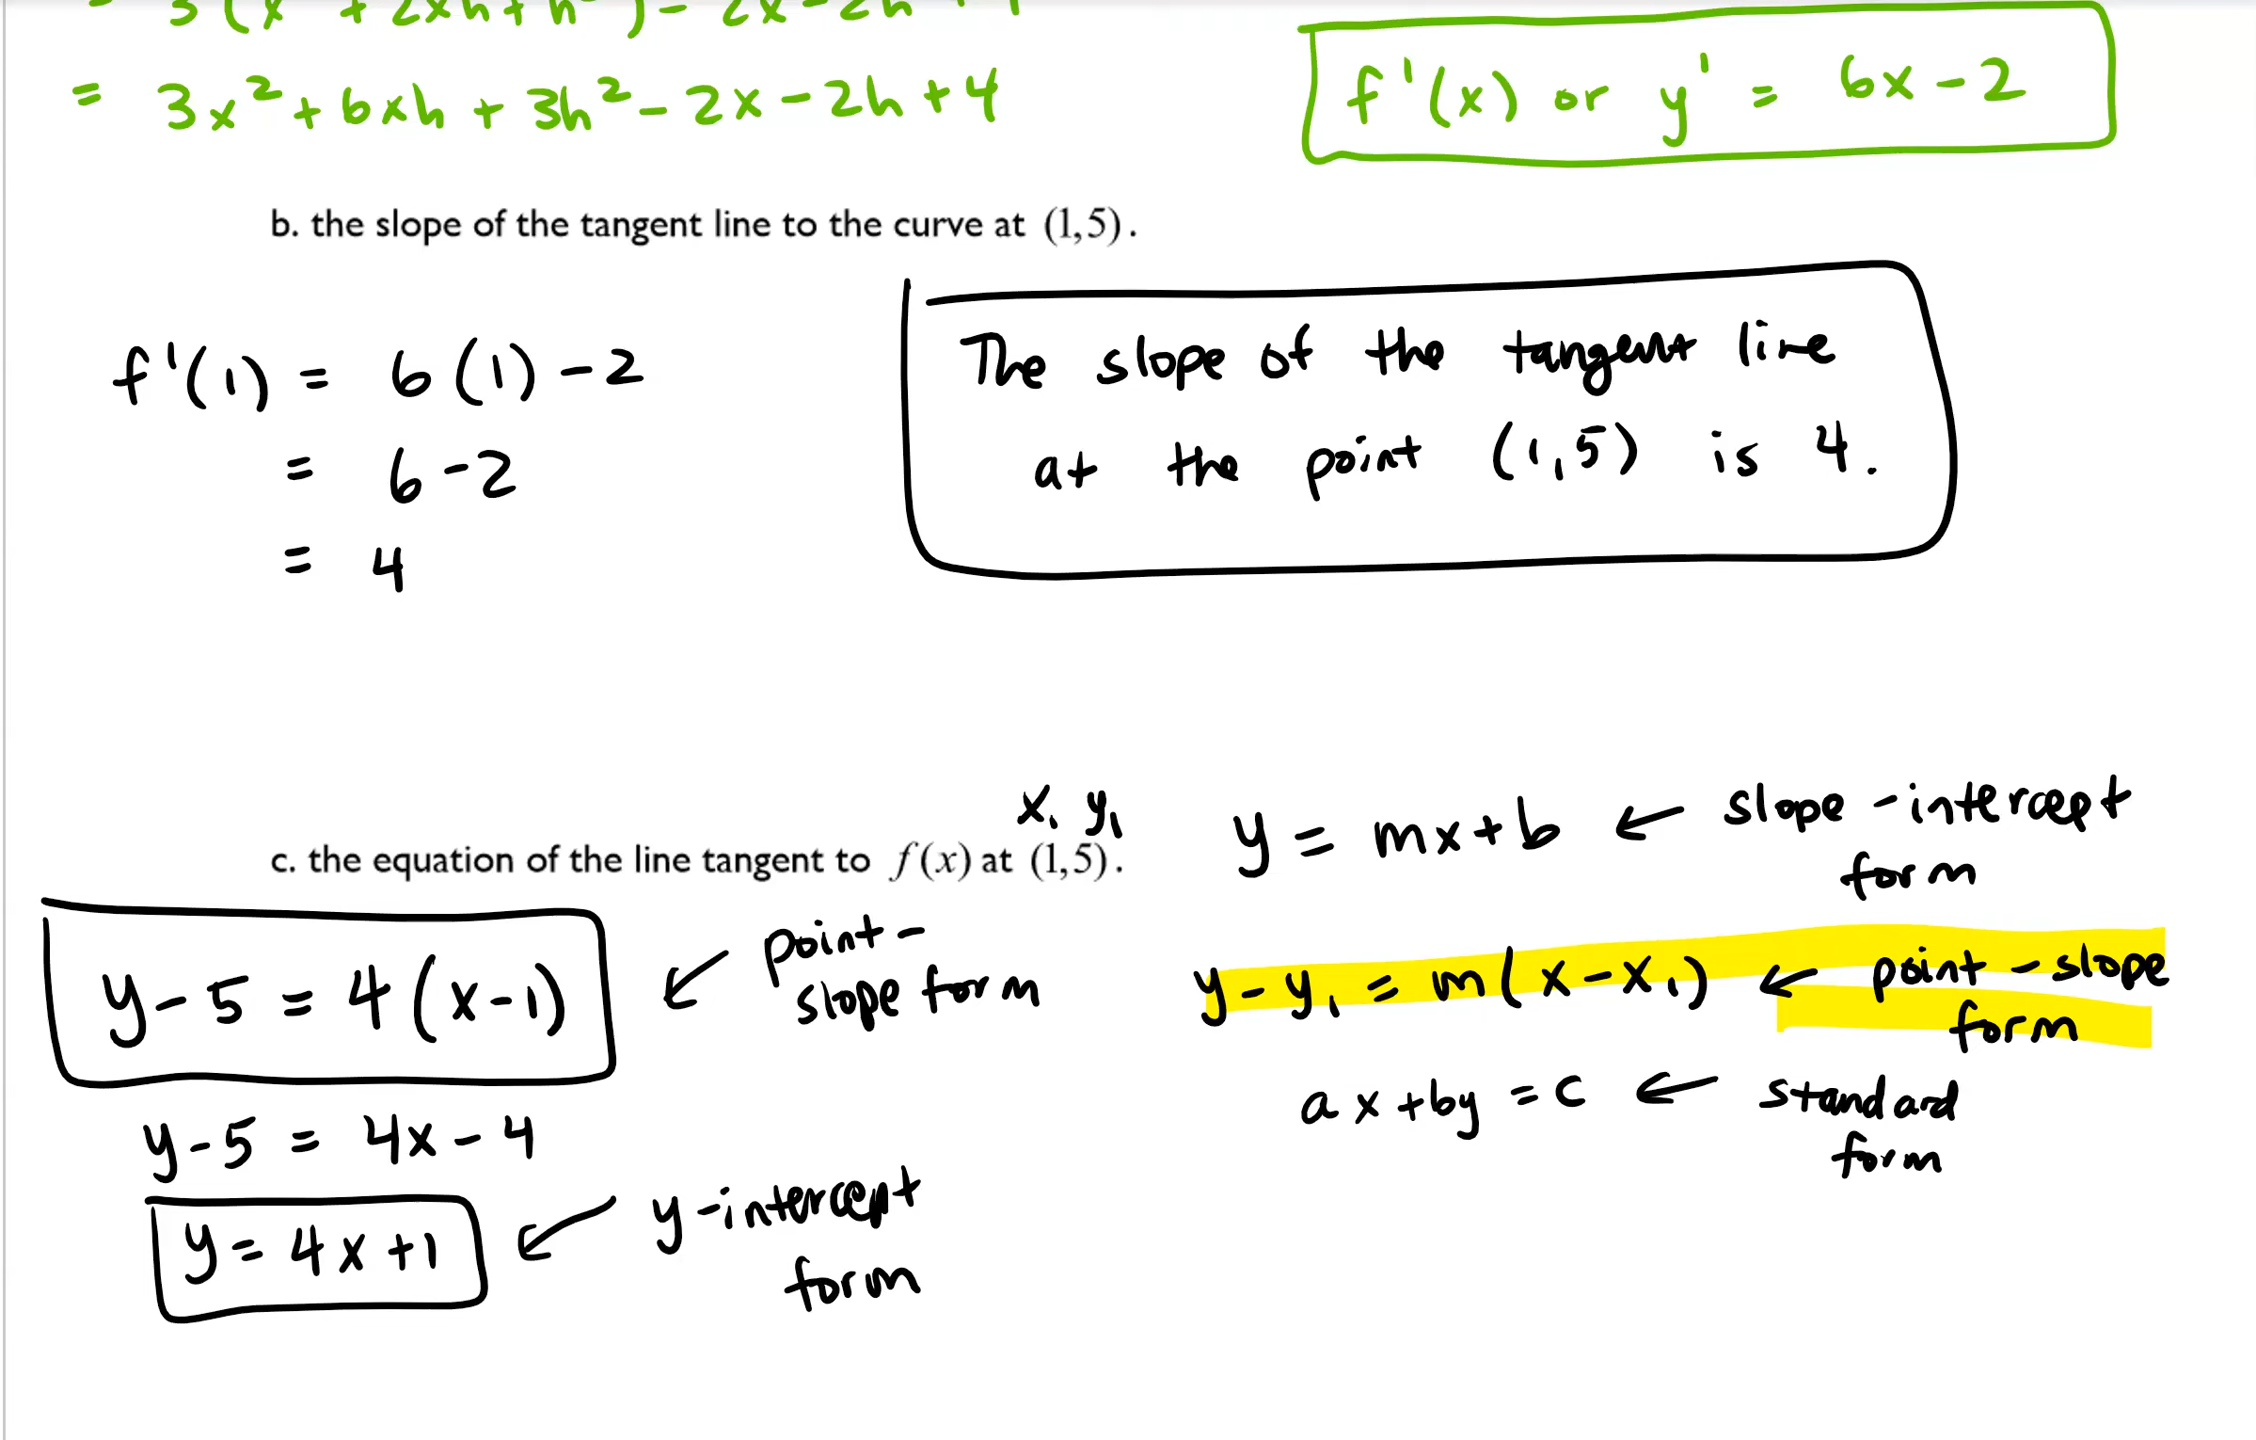 = 3x² + 6xh + 3h² - 2x - 2h + 4
f'(x) or y' = 6x - 2
b. the slope of the tangent line to the curve at (1,5).
f'(1) = 6(1) - 2
= 6 - 2
= 4
The slope of the tangent line
at the point (1,5) is 4.
x₁ y₁
c. the equation of the line tangent to f(x) at (1,5).
y = mx + b ← slope-intercept
form
y - 5 = 4(x - 1) ← point-
slope form
y - y₁ = m(x - x₁) ← point-slope
form
ax + by = c ← standard
form
y - 5 = 4x - 4
y = 4x + 1 ← y-intercept
form